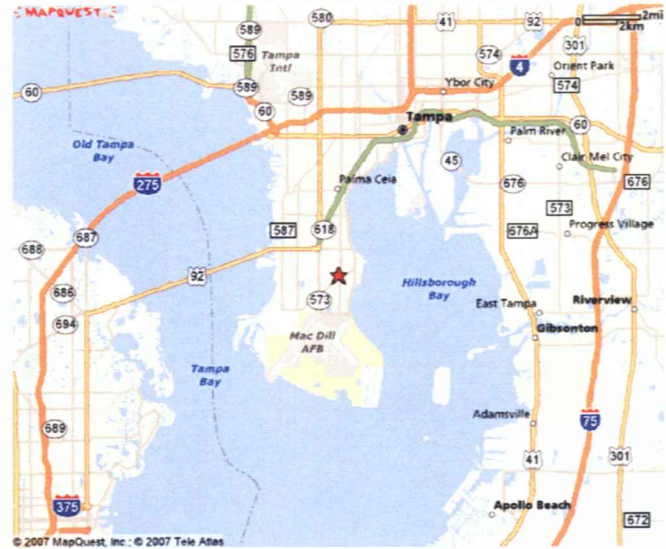 MAPQUEST
580
41
92
0
2mi
2km
589
576
Tampa
Intl
574
301
4
Orient Park
574
60
589
589
Ybor City
60
Tampa
60
Palm River
Old Tampa
Bay
45
Clair Mel City
275
Palma Ceia
676
676
573
587
618
676A
Progress Village
688
687
92
Hillsborough
Bay
686
573
East Tampa
Riverview
694
Mac Dill
AFB
Gibsonton
Tampa
Bay
Adamsville
75
689
41
301
375
Apollo Beach
672
© 2007 MapQuest, Inc.; © 2007 Tele Atlas